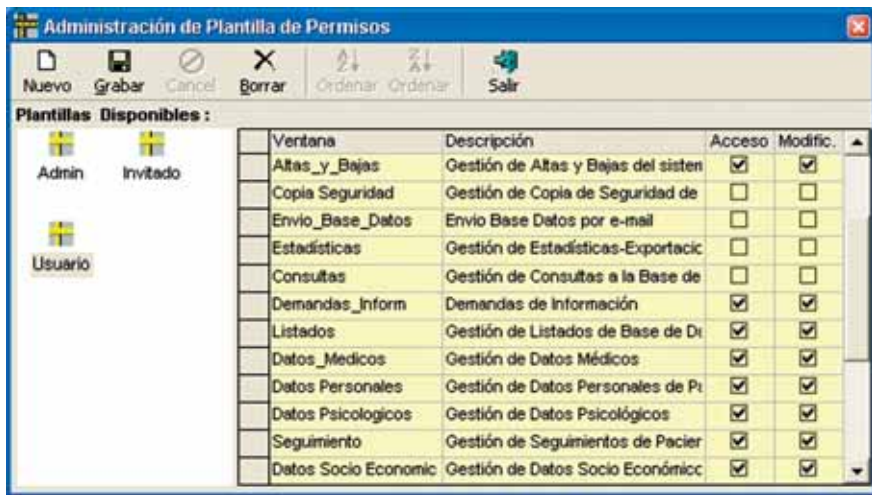 Administración de Plantilla de Permisos
Nuevo Grabar Cancel Borrar Ordenar Ordenar Salir
Plantillas Disponibles :
Admin Invitado
Usuario
Ventana Descripción Acceso Modific.
Altas_y_Bajas Gestión de Altas y Bajas del sisten
Copia Seguridad Gestión de Copia de Seguridad de
Envio_Base_Datos Envio Base Datos por e-mail
Estadísticas Gestión de Estadísticas-Exportacic
Consultas Gestión de Consultas a la Base de
Demandas_Inform Demandas de Información
Listados Gestión de Listados de Base de Da
Datos_Medicos Gestión de Datos Médicos
Datos Personales Gestión de Datos Personales de Pa
Datos Psicologicos Gestión de Datos Psicológicos
Seguimiento Gestión de Seguimientos de Pacier
Datos Socio Economic Gestión de Datos Socio Económicc